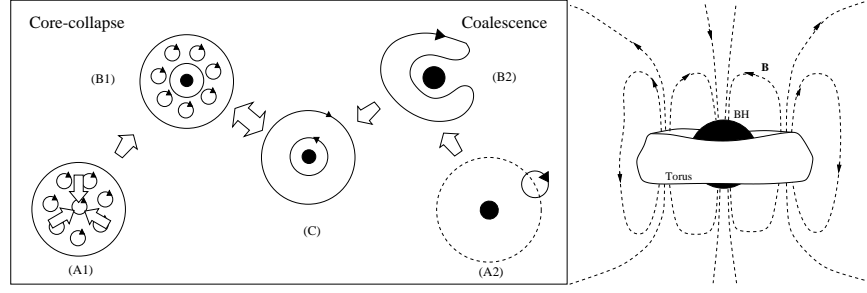 Core-collapse
Coalescence
(B1)
(B2)
(A1)
(C)
(A2)
B
BH
Torus